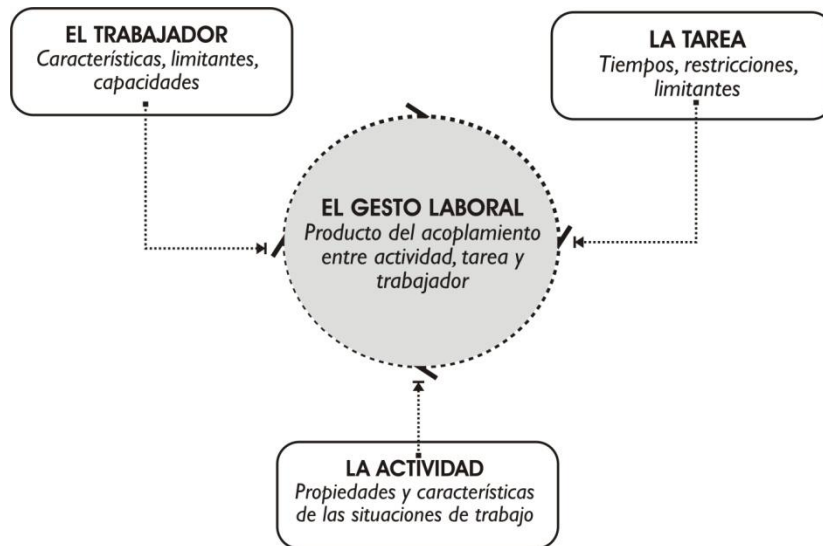 EL TRABAJADOR
Características, limitantes,
capacidades
LA TAREA
Tiempos, restricciones,
limitantes
EL GESTO LABORAL
Producto del acoplamiento
entre actividad, tarea y
trabajador
LA ACTIVIDAD
Propiedades y características
de las situaciones de trabajo